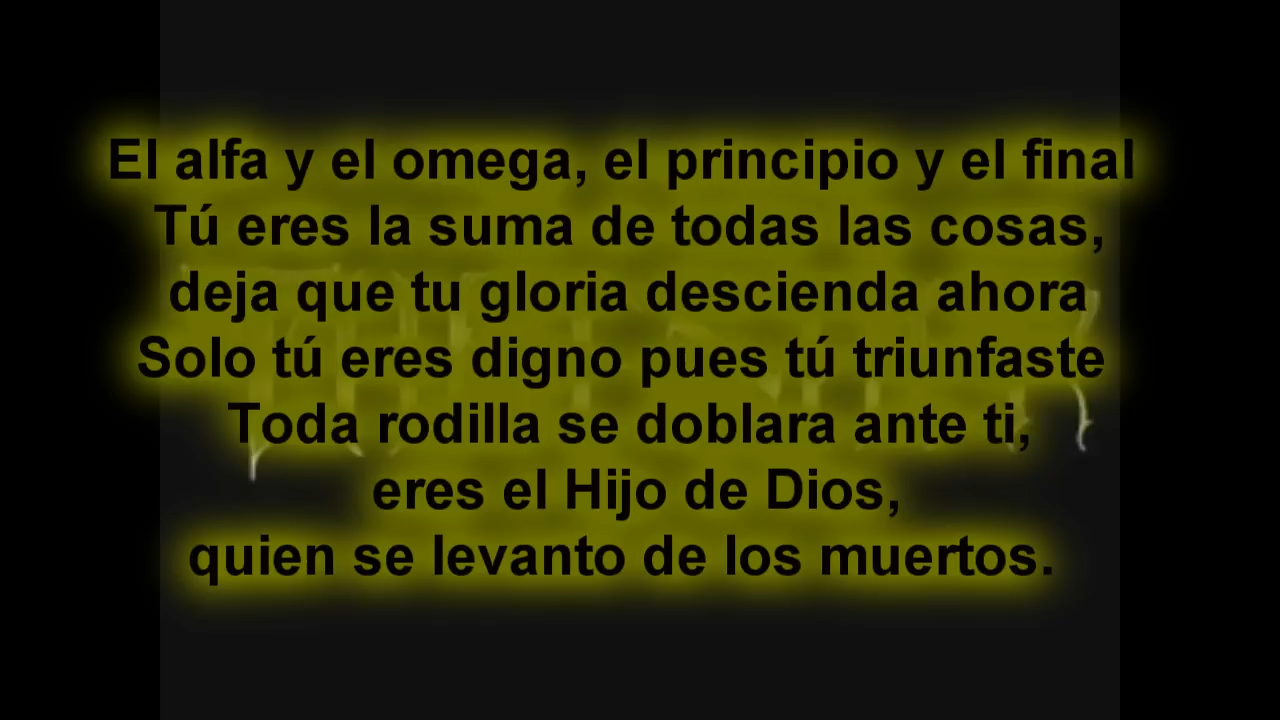 El alfa y el omega, el principio y el final
Tú eres la suma de todas las cosas,
deja que tu gloria descienda ahora
Solo tú eres digno pues tú triunfaste
Toda rodilla se doblara ante ti,
eres el Hijo de Dios,
quien se levanto de los muertos.